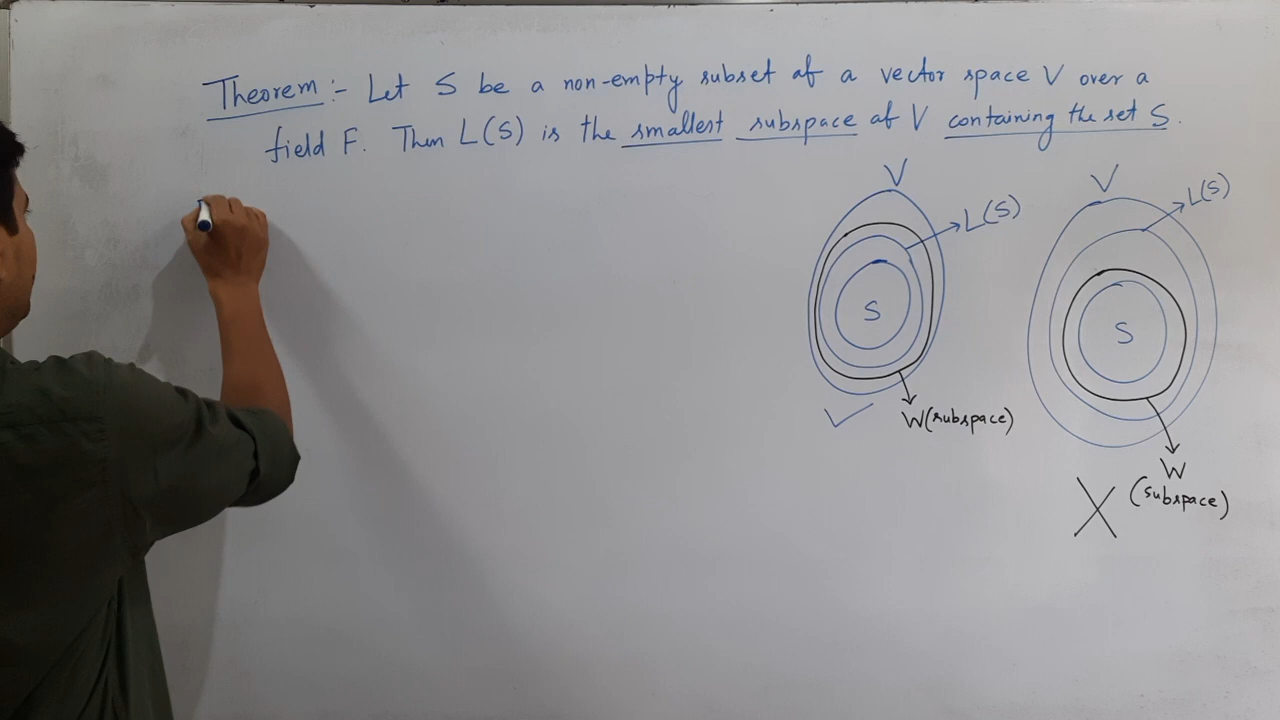 Theorem :- Let S be a non-empty subset of a vector space V over a
field F. Then L(S) is the smallest subspace of V containing the set S.
V
L(S)
S
W(subspace)
V
L(S)
S
W
(subspace)